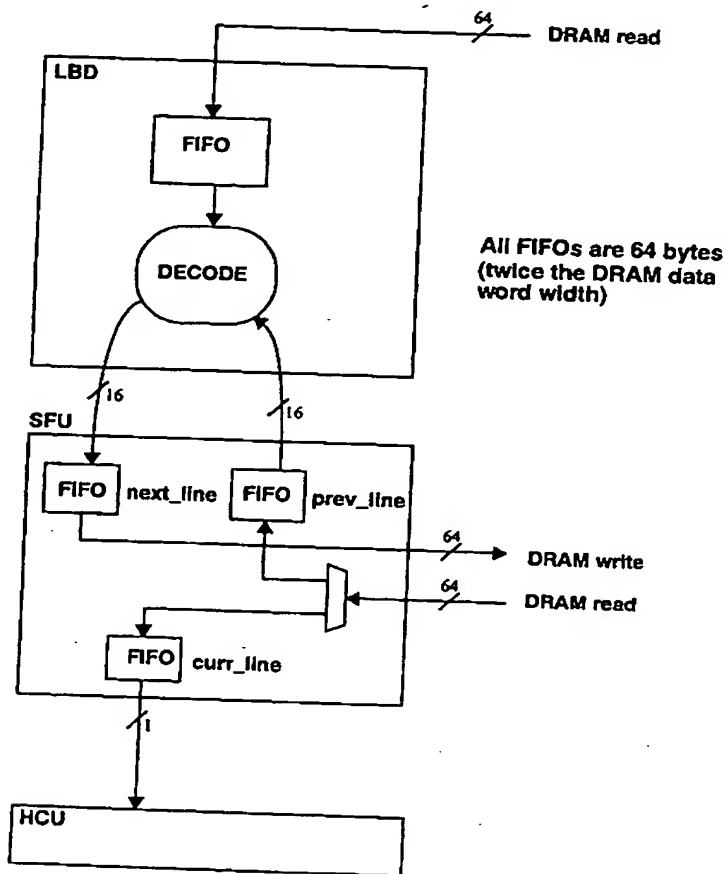 64
DRAM read
LBD
FIFO
All FIFOs are 64 bytes
(twice the DRAM data
word width)
DECODE
16
16
SFU
FIFO
next_line
FIFO
prev_line
64
DRAM write
64
DRAM read
FIFO
curr_line
1
HCU